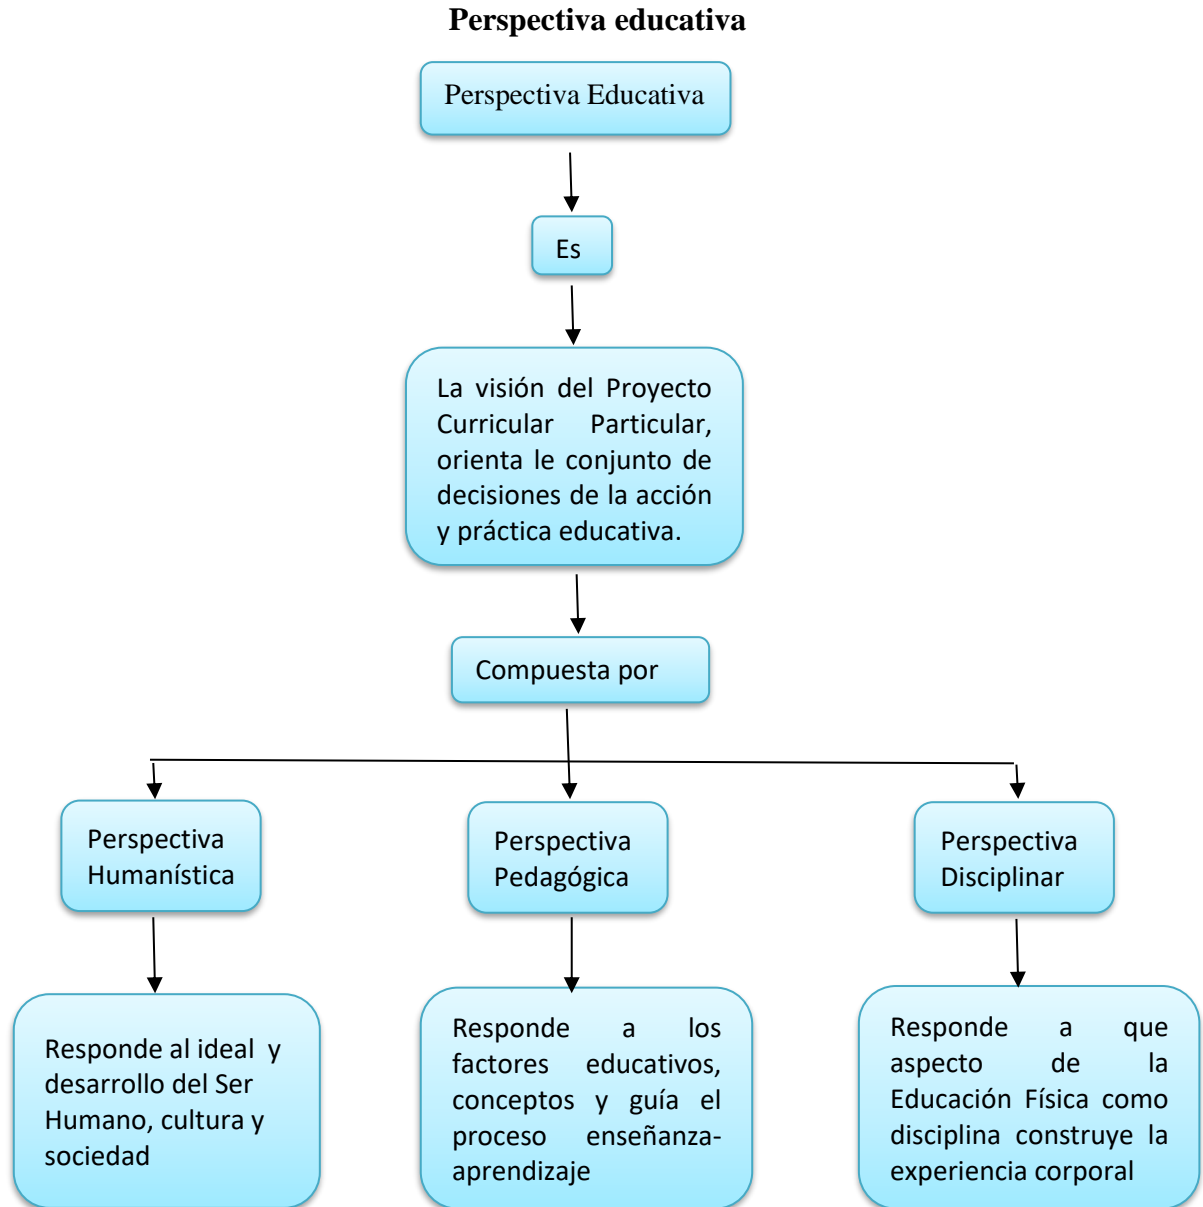 Perspectiva educativa
Perspectiva Educativa
Es
La visión del Proyecto
Curricular Particular,
orienta le conjunto de
decisiones de la acción
y práctica educativa.
Compuesta por
Perspectiva
Humanística
Perspectiva
Pedagógica
Perspectiva
Disciplinar
Responde al ideal y
desarrollo del Ser
Humano, cultura y
sociedad
Responde a los
factores educativos,
conceptos y guía el
proceso enseñanza-
aprendizaje
Responde a que
aspecto de la
Educación Física como
disciplina construye la
experiencia corporal